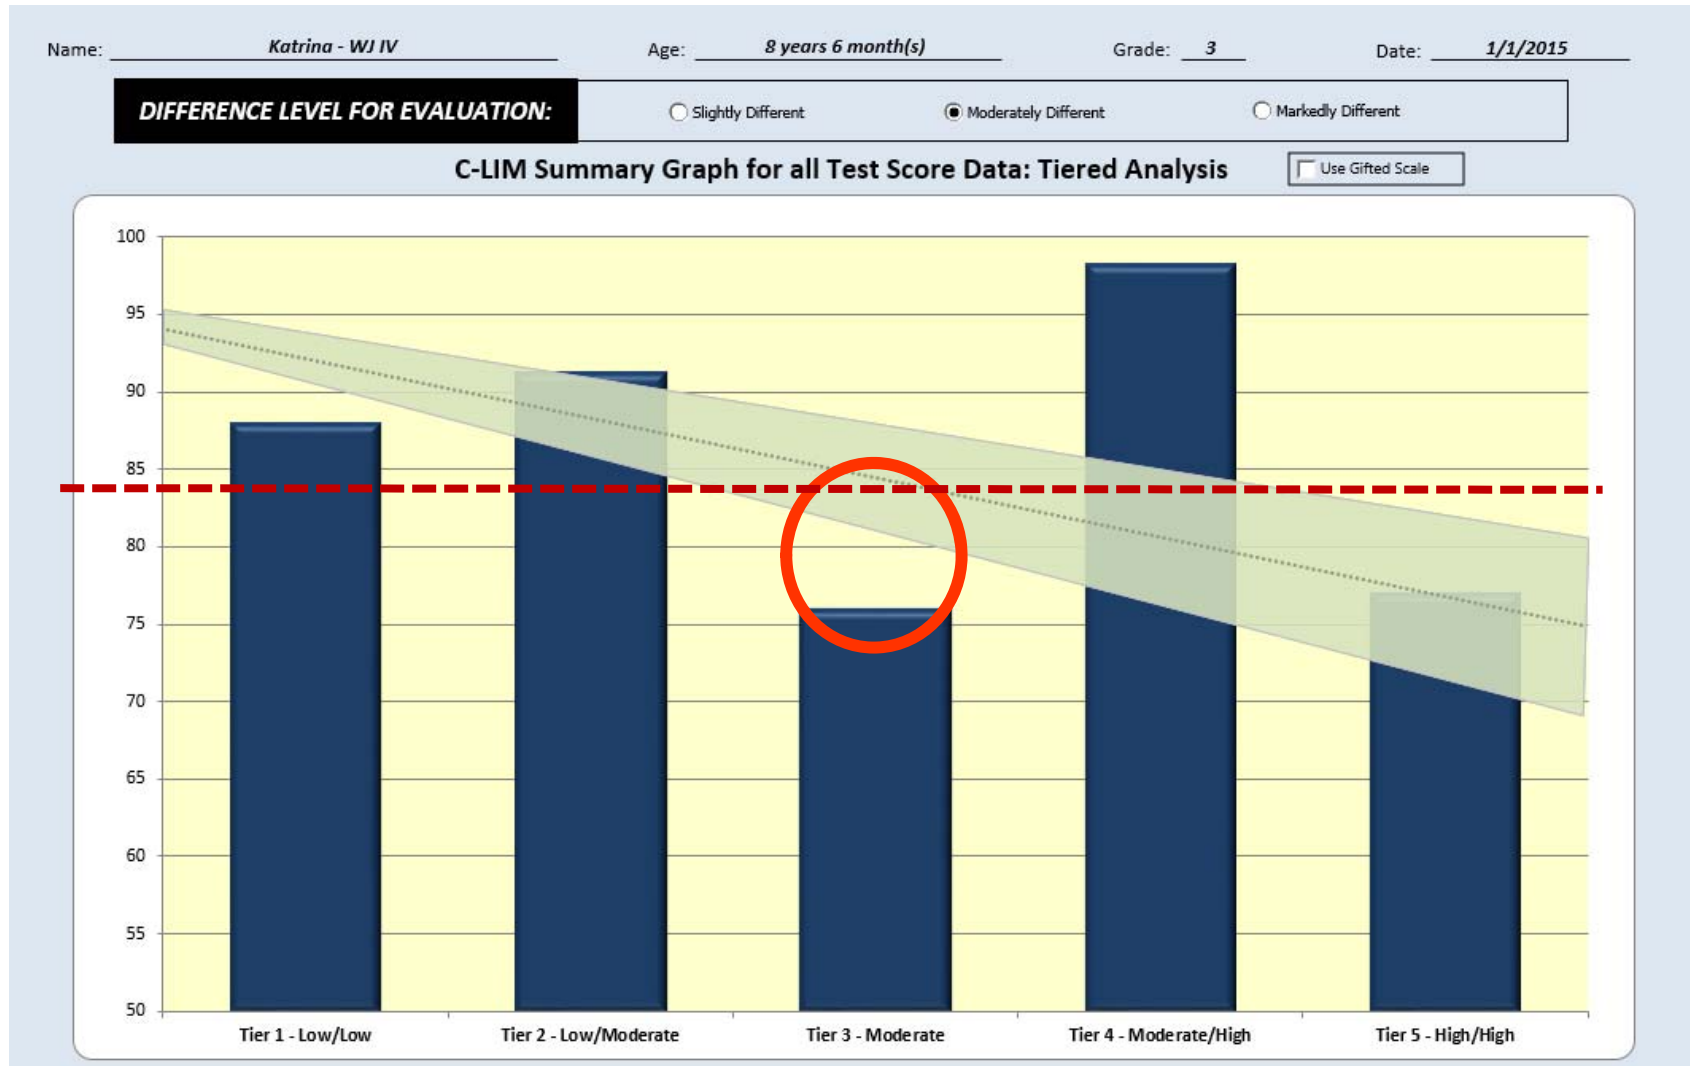 Name: Katrina - WJ IV Age: 8 years 6 month(s) Grade: 3 Date: 1/1/2015
DIFFERENCE LEVEL FOR EVALUATION: Slightly Different Moderately Different Markedly Different
C-LIM Summary Graph for all Test Score Data: Tiered Analysis Use Gifted Scale
100
95
90
85
80
75
70
65
60
55
50
Tier 1 - Low/Low Tier 2 - Low/Moderate Tier 3 - Moderate Tier 4 - Moderate/High Tier 5 - High/High